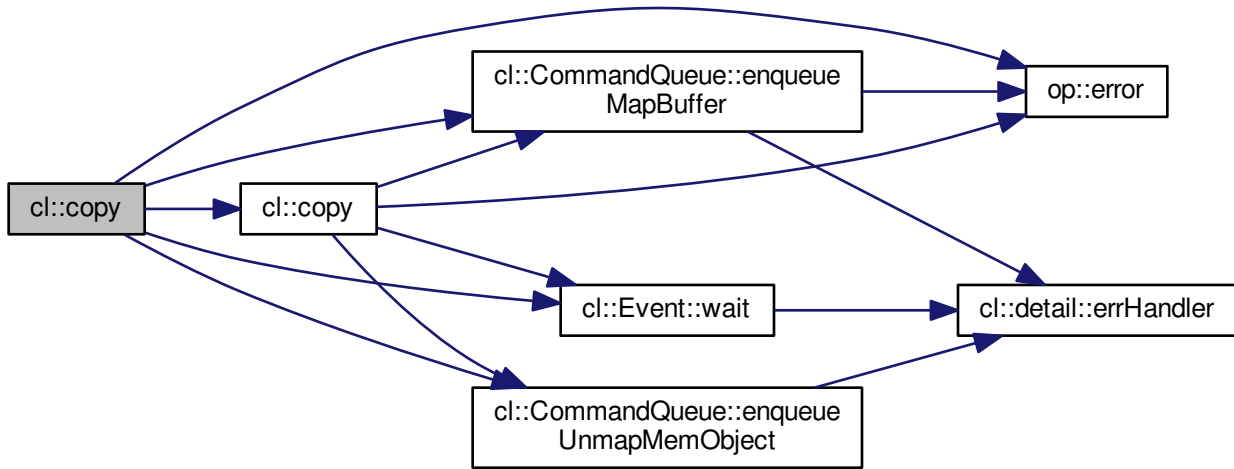 cl::copy
cl::copy
cl::CommandQueue::enqueue
MapBuffer
op::error
cl::Event::wait
cl::detail::errHandler
cl::CommandQueue::enqueue
UnmapMemObject